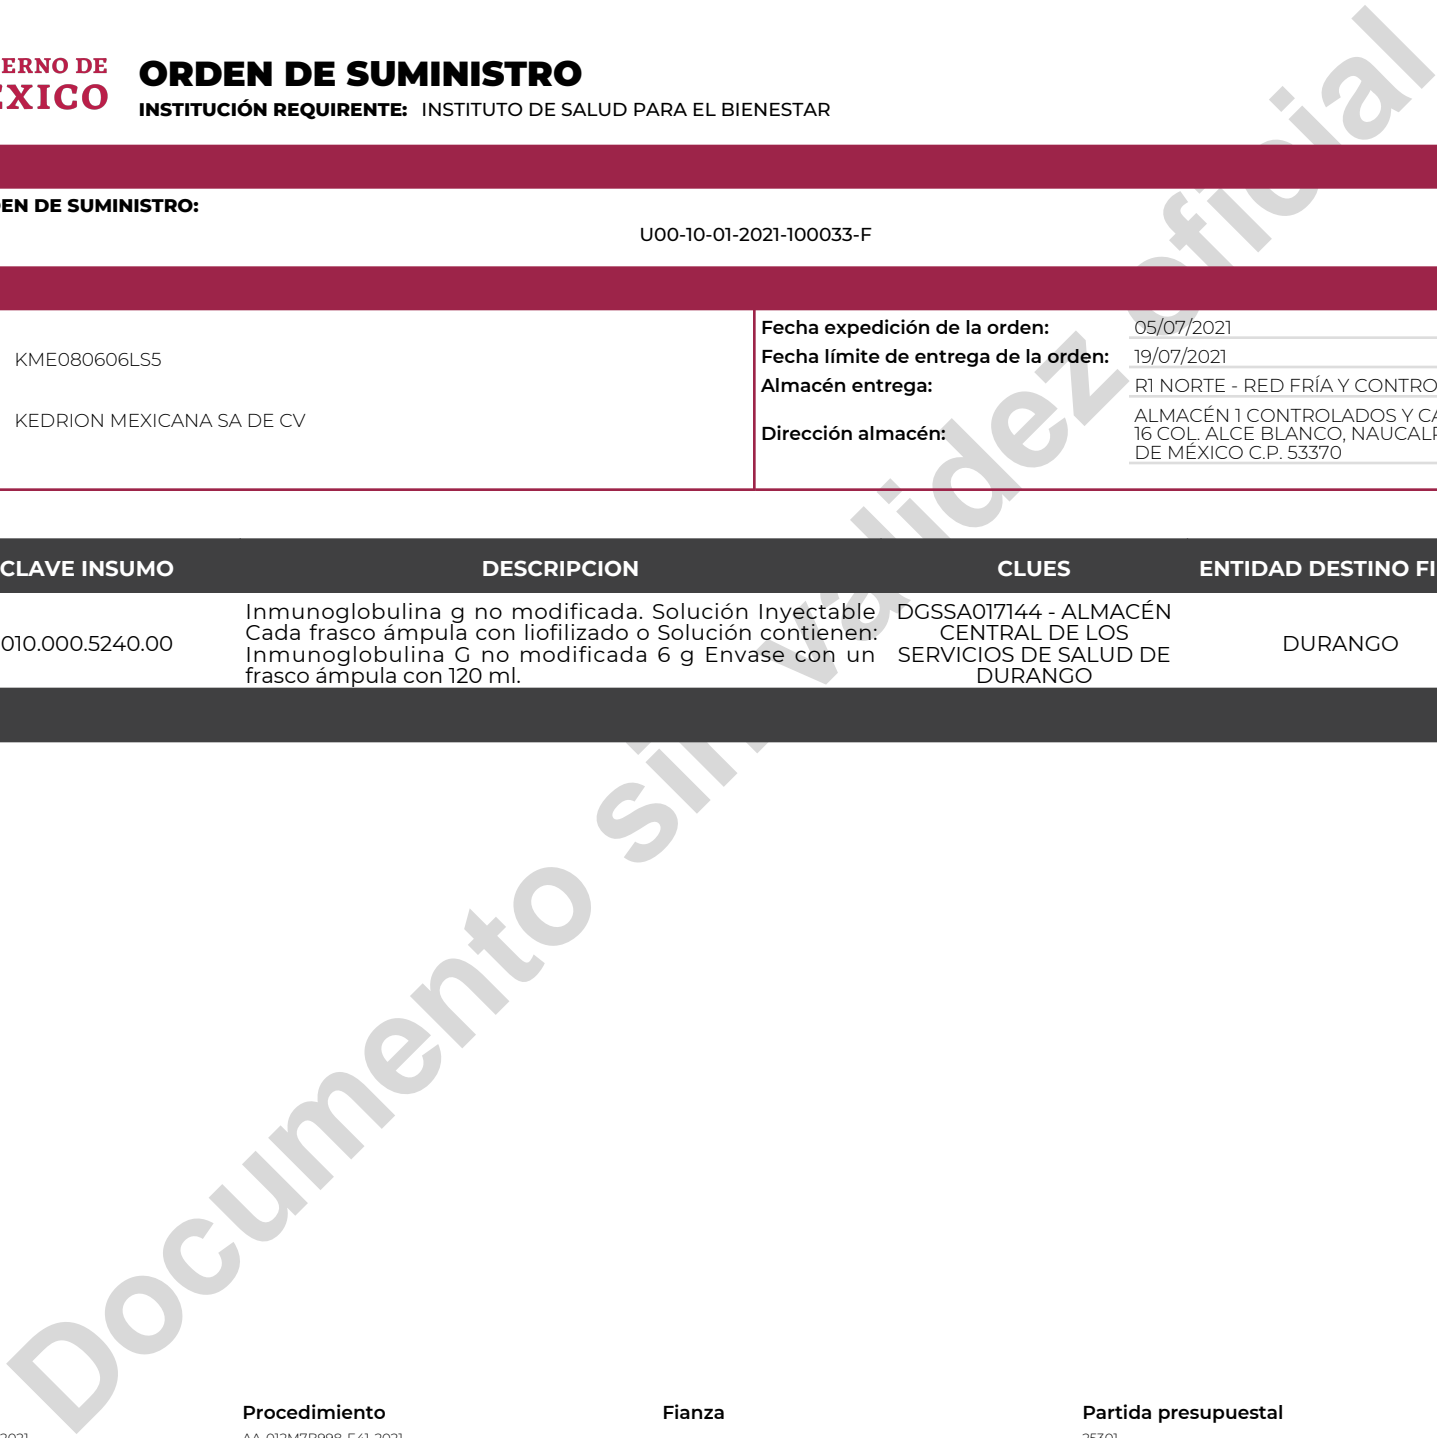 ERNO DE
ÉXICO
ORDEN DE SUMINISTRO
INSTITUCIÓN REQUIRENTE: INSTITUTO DE SALUD PARA EL BIENESTAR
EN DE SUMINISTRO:
U00-10-01-2021-100033-F
KME080606LS5
KEDRION MEXICANA SA DE CV
Fecha expedición de la orden: 05/07/2021
Fecha límite de entrega de la orden: 19/07/2021
Almacén entrega: R1 NORTE - RED FRÍA Y CONTRO
Dirección almacén:
ALMACÉN 1 CONTROLADOS Y CA
16 COL. ALCE BLANCO, NAUCALP
DE MÉXICO C.P. 53370
CLAVE INSUMO DESCRIPCION CLUES ENTIDAD DESTINO FI
010.000.5240.00
Inmunoglobulina g no modificada. Solución Inyectable
Cada frasco ámpula con liofilizado o Solución contienen:
Inmunoglobulina G no modificada 6 g Envase con un
frasco ámpula con 120 ml.
DGSSA017144 - ALMACÉN
CENTRAL DE LOS
SERVICIOS DE SALUD DE
DURANGO
DURANGO
Documento sin validez oficial
Procedimiento Fianza Partida presupuestal